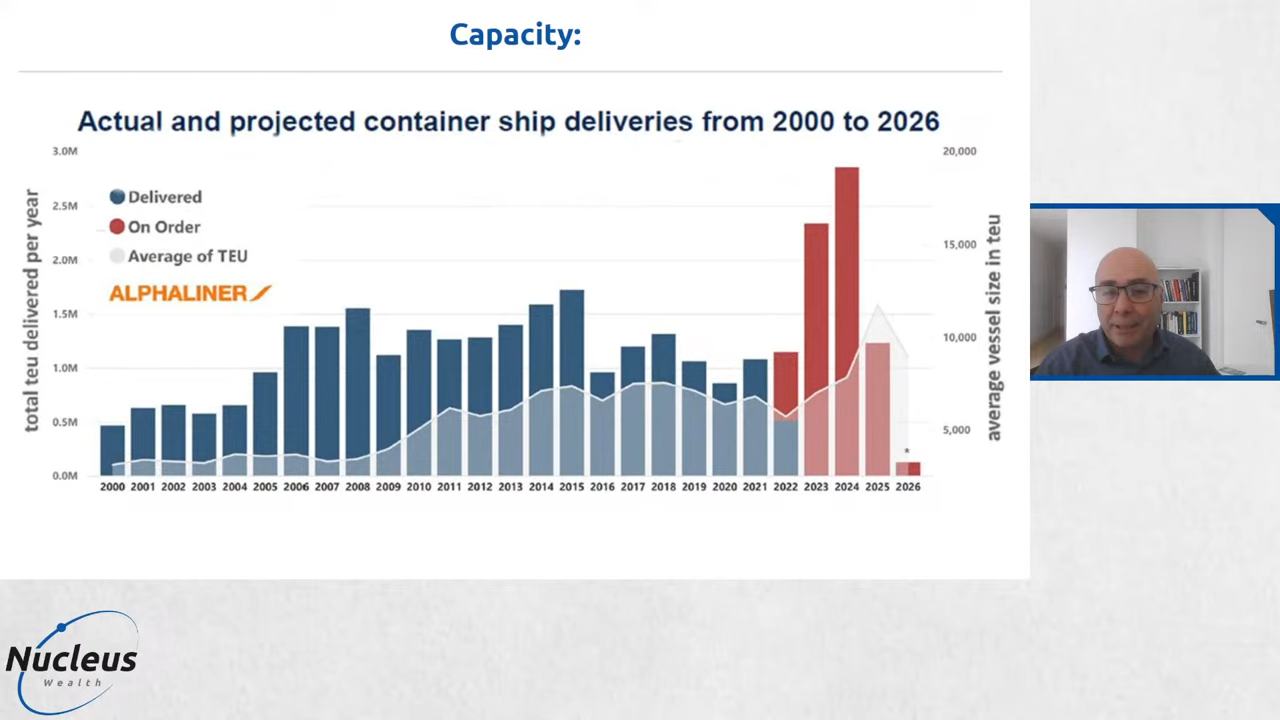 Capacity:
Actual and projected container ship deliveries from 2000 to 2026
total teu delivered per year
3.0M
2.5M
2.0M
1.5M
1.0M
0.5M
0.0M
Delivered
On Order
Average of TEU
ALPHALINER
20,000
15,000
10,000
5,000
average vessel size in teu
*
2000 2001 2002 2003 2004 2005 2006 2007 2008 2009 2010 2011 2012 2013 2014 2015 2016 2017 2018 2019 2020 2021 2022 2023 2024 2025 2026
Nucleus
Wealth